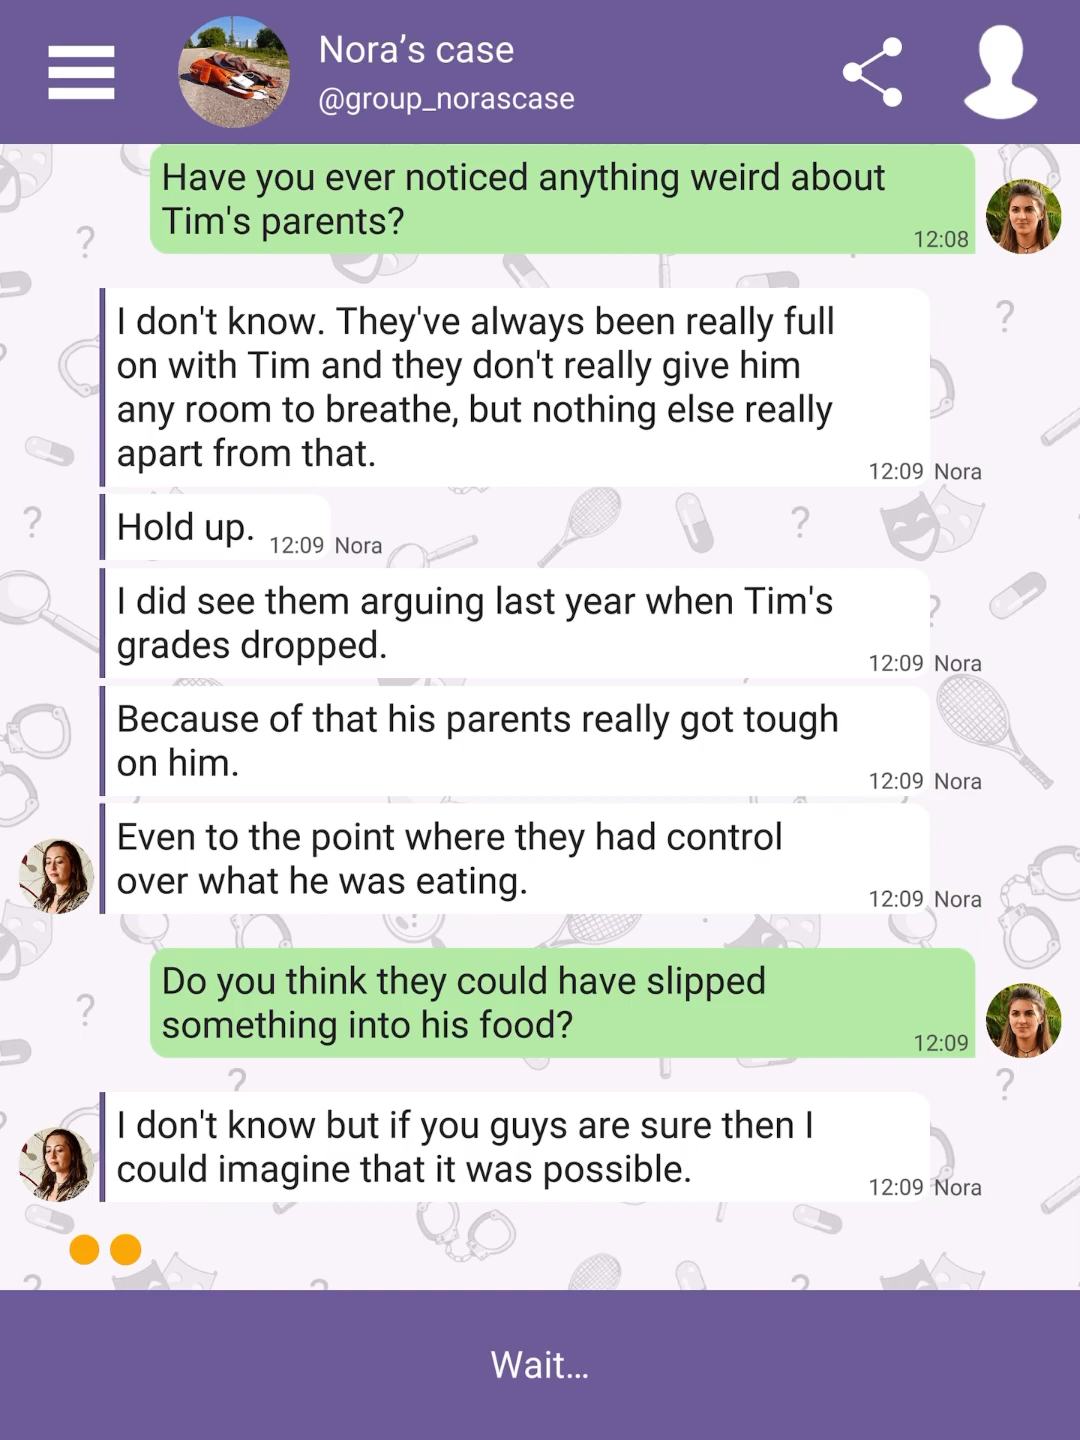 Nora’s case
@group_norascase
Have you ever noticed anything weird about
Tim's parents?
12:08
I don't know. They've always been really full
on with Tim and they don't really give him
any room to breathe, but nothing else really
apart from that.
12:09 Nora
Hold up.
12:09 Nora
I did see them arguing last year when Tim's
grades dropped.
12:09 Nora
Because of that his parents really got tough
on him.
12:09 Nora
Even to the point where they had control
over what he was eating.
12:09 Nora
Do you think they could have slipped
something into his food?
12:09
I don't know but if you guys are sure then I
could imagine that it was possible.
12:09 Nora
Wait...